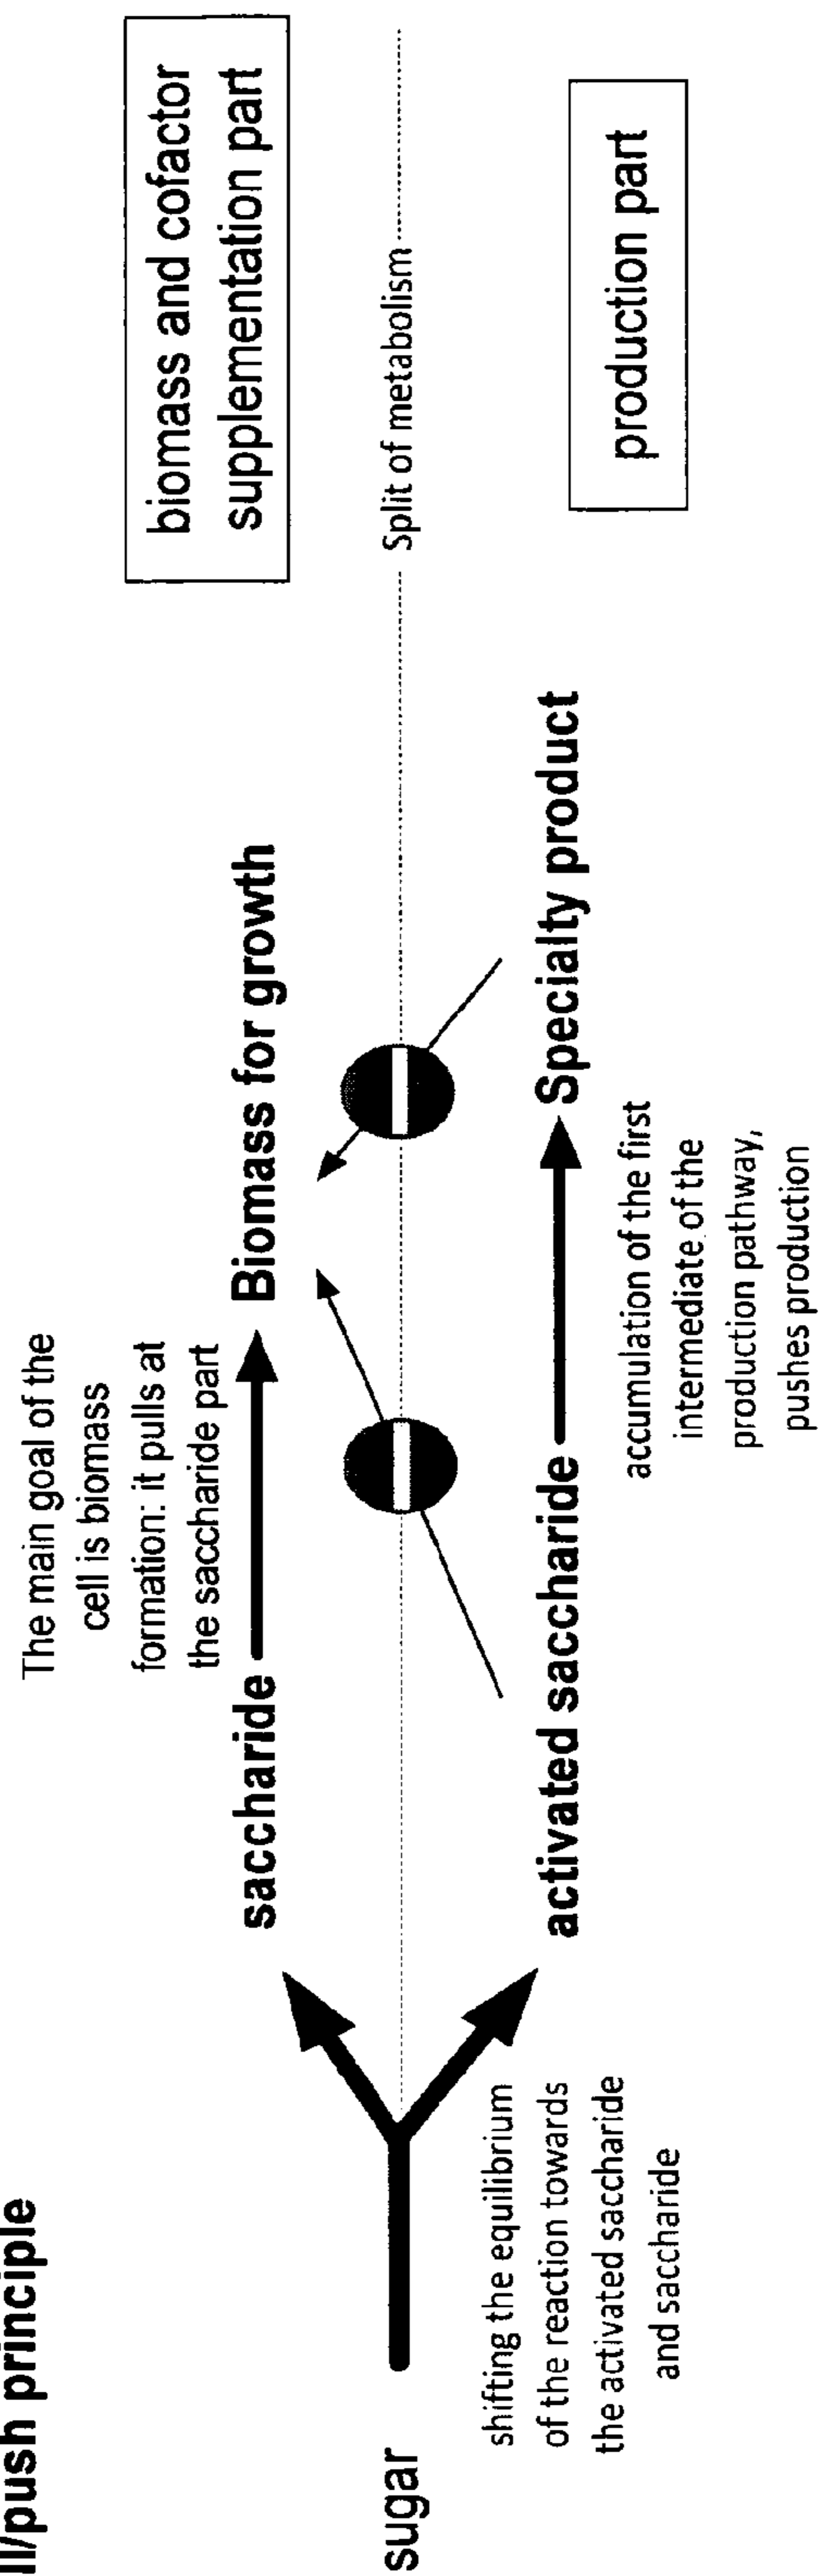 ll/push principle
The main goal of the
cell is biomass
formation: it pulls at
the saccharide part
biomass and cofactor
supplementation part
saccharide
Biomass for growth
sugar
Split of metabolism
activated saccharide
Specialty product
production part
shifting the equilibrium
of the reaction towards
the activated saccharide
and saccharide
accumulation of the first
intermediate of the
production pathway,
pushes production